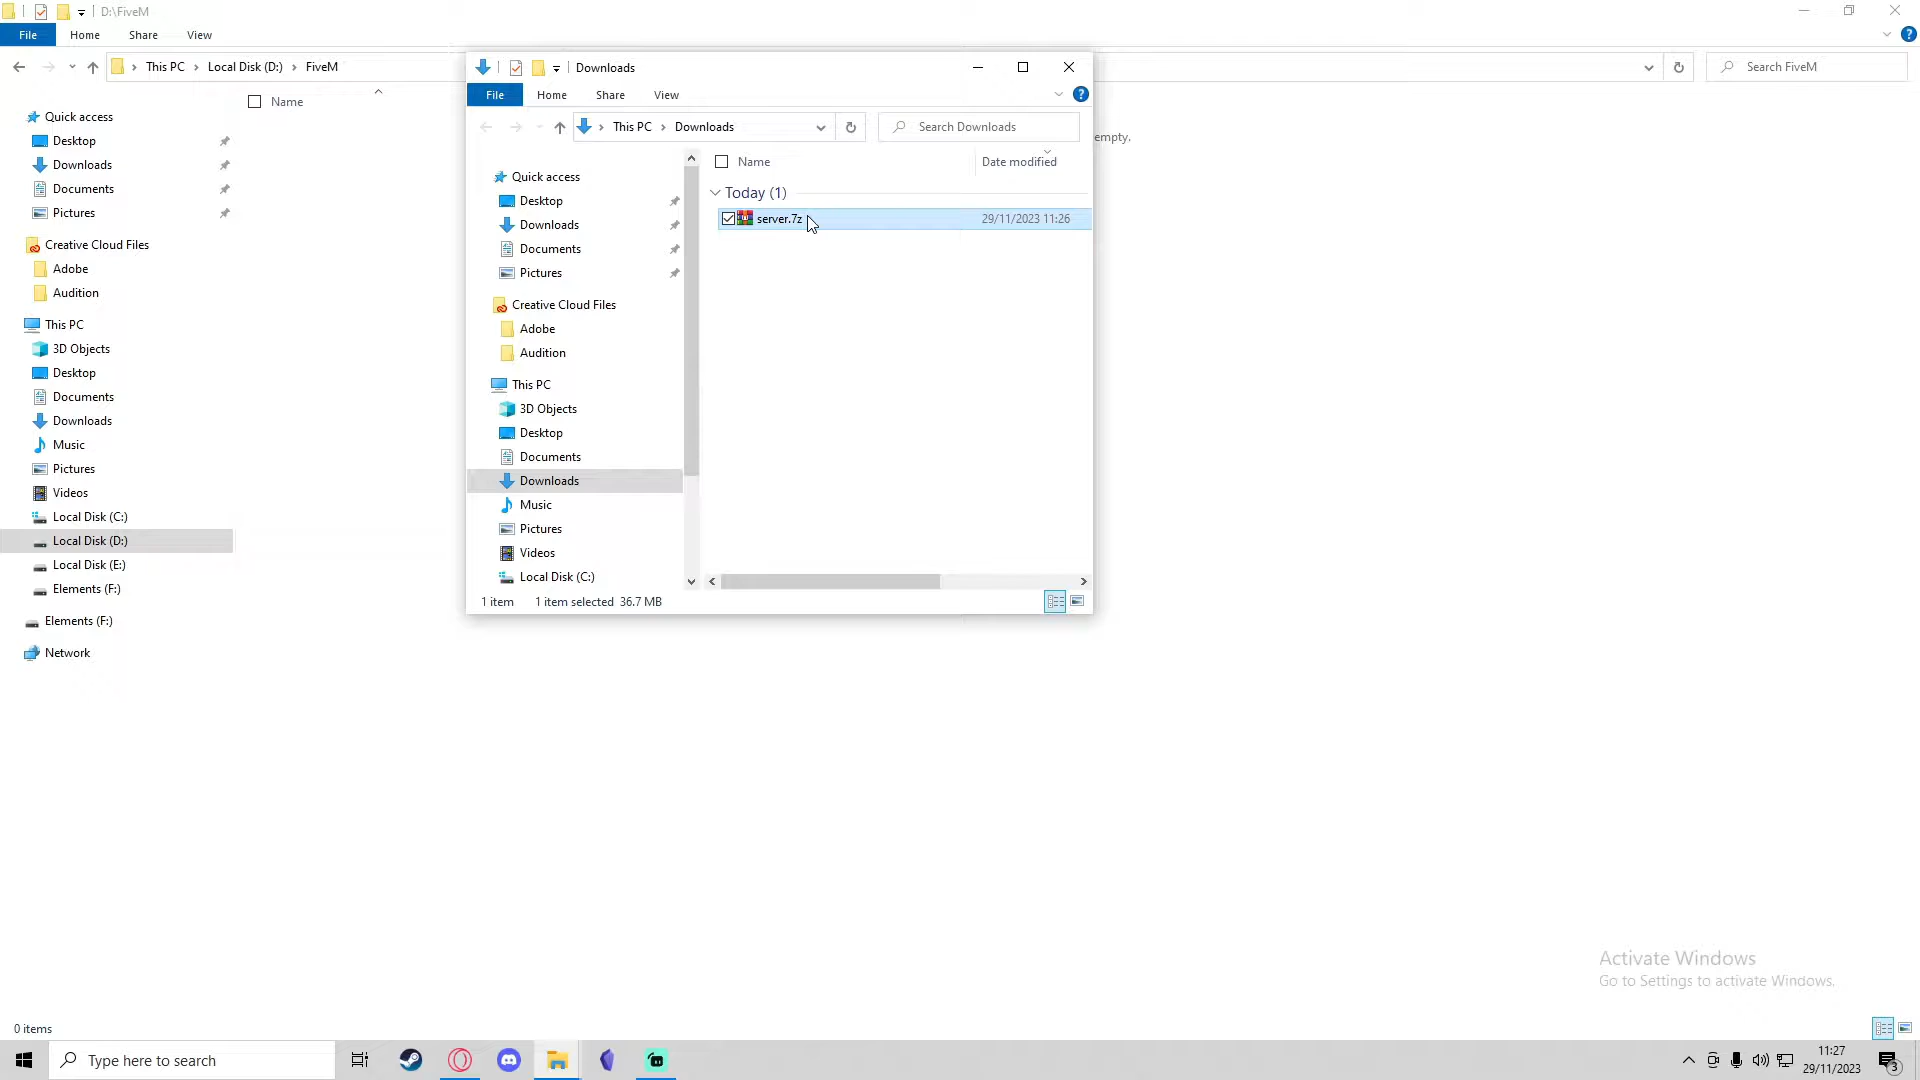 D:\FiveM
File Home Share View
This PC > Local Disk (D:) > FiveM
Search FiveM
Name
Quick access
Desktop
Downloads
Documents
Pictures
Creative Cloud Files
Adobe
Audition
This PC
3D Objects
Desktop
Documents
Downloads
Music
Pictures
Videos
Local Disk (C:)
Local Disk (D:)
Local Disk (E:)
Elements (F:)
Elements (F:)
Network
empty.
Downloads
File Home Share View
This PC > Downloads
Search Downloads
Quick access
Desktop
Downloads
Documents
Pictures
Creative Cloud Files
Adobe
Audition
This PC
3D Objects
Desktop
Documents
Downloads
Music
Pictures
Videos
Local Disk (C:)
Name Date modified
Today (1)
server.7z 29/11/2023 11:26
1 item 1 item selected 36.7 MB
Activate Windows
Go to Settings to activate Windows.
0 items
Type here to search
11:27
29/11/2023
3